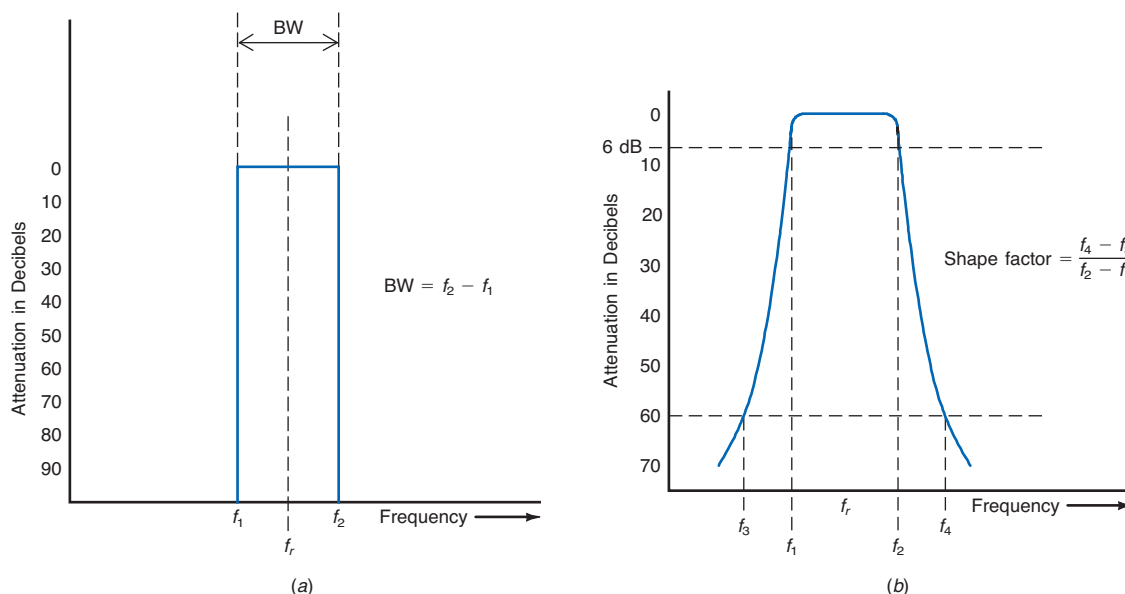 BW
0
10
20
30
40
50
60
70
80
90
Attenuation in Decibels
BW = f2 − f1
f1
f2
Frequency
fr
(a)
0
6 dB
10
20
30
40
50
60
70
Attenuation in Decibels
Shape factor = f4 − f
f2 − f
f3
fr
f4
Frequency
f1
f2
(b)